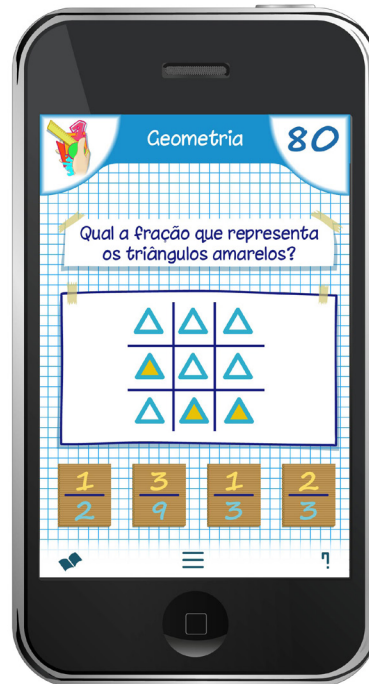 Geometria
80
Qual a fração que representa
os triângulos amarelos?
1 3 1 2
2 9 3 3